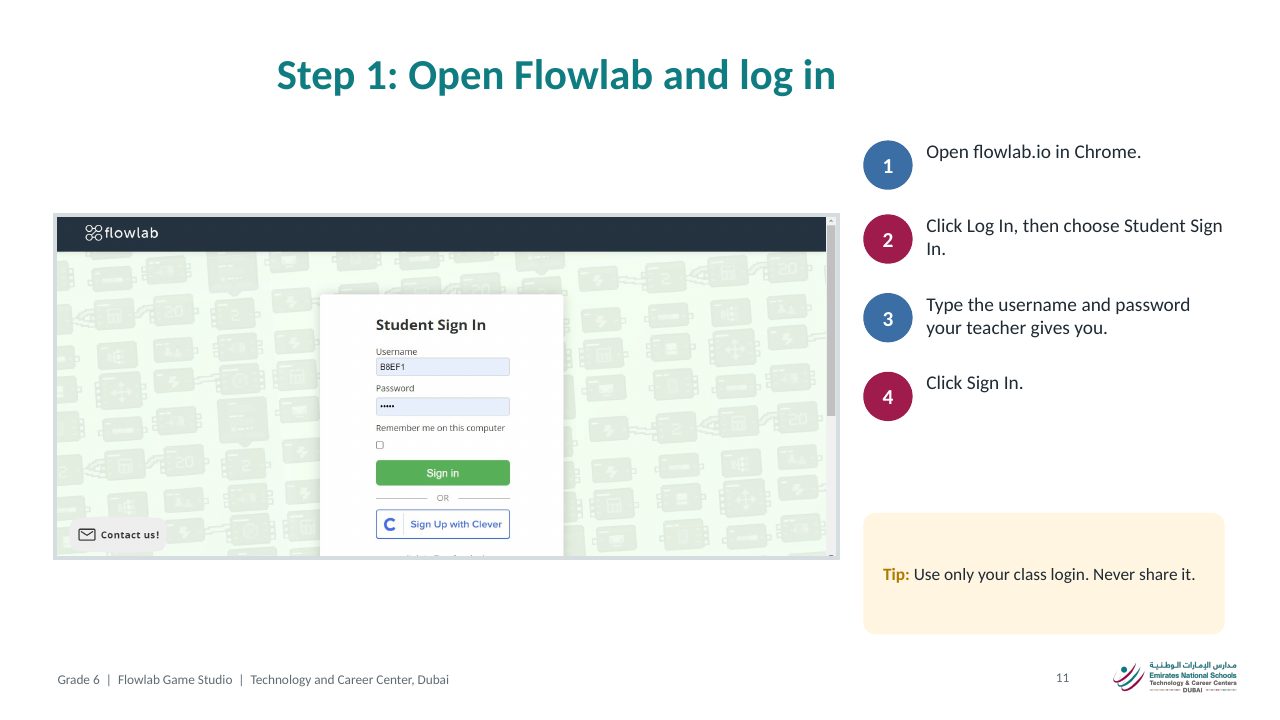 Step 1: Open Flowlab and log in
1
Open flowlab.io in Chrome.
2
Click Log In, then choose Student Sign
In.
3
Type the username and password
your teacher gives you.
4
Click Sign In.
flowlab
Student Sign In
Username
B8EF1
Password
•••••
Remember me on this computer
Sign in
OR
C Sign Up with Clever
Contact us!
Tip: Use only your class login. Never share it.
Grade 6 | Flowlab Game Studio | Technology and Career Center, Dubai
11
مدارس الإمارات الوطنية
Emirates National Schools
Technology & Career Centers
DUBAI